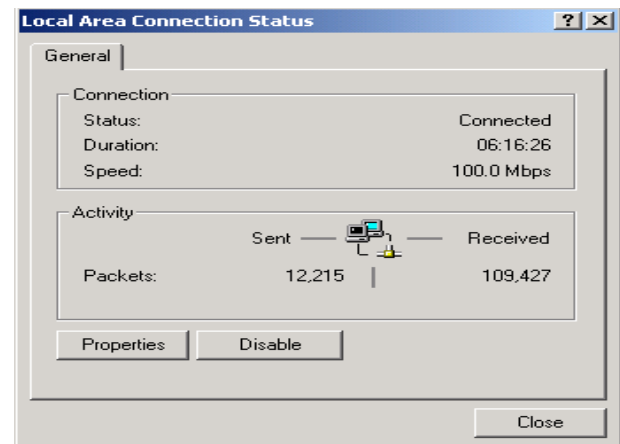 Local Area Connection Status ? X
General
Connection
Status: Connected
Duration: 06:16:26
Speed: 100.0 Mbps
Activity
Sent Received
Packets: 12,215 109,427
Properties Disable
Close